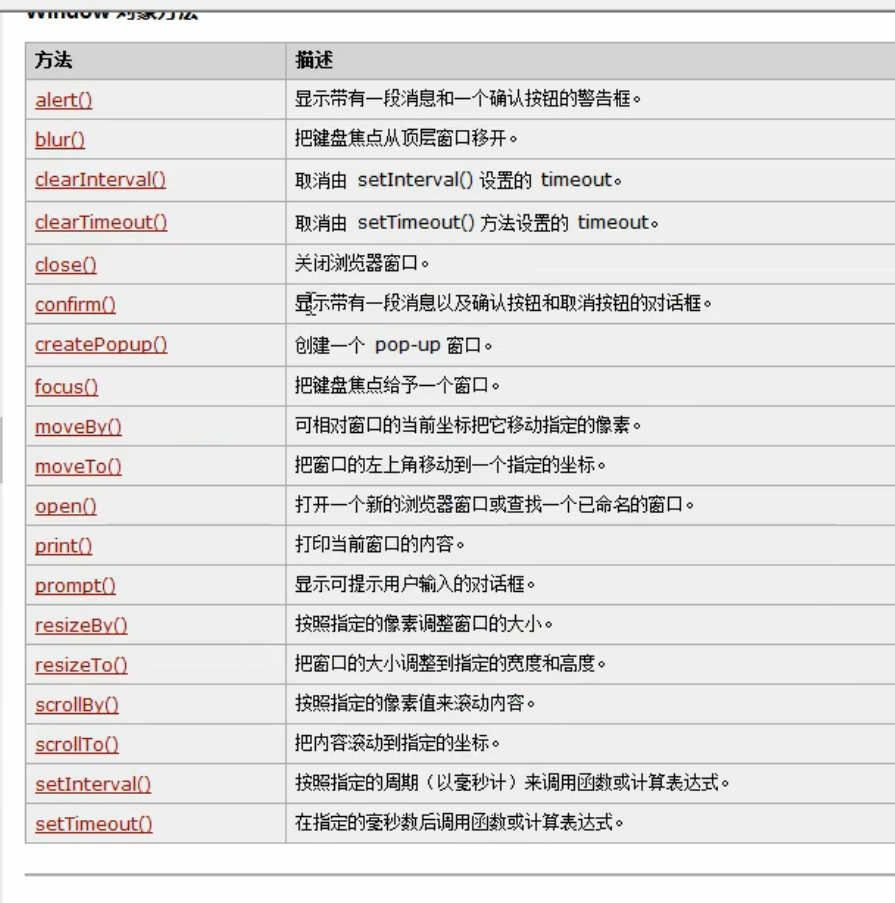 Window 对象方法
方法 描述
alert() 显示带有一段消息和一个确认按钮的警告框。
blur() 把键盘焦点从顶层窗口移开。
clearInterval() 取消由 setInterval() 设置的 timeout。
clearTimeout() 取消由 setTimeout() 方法设置的 timeout。
close() 关闭浏览器窗口。
confirm() 显示带有一段消息以及确认按钮和取消按钮的对话框。
createPopup() 创建一个 pop-up 窗口。
focus() 把键盘焦点给予一个窗口。
moveBy() 可相对窗口的当前坐标把它移动指定的像素。
moveTo() 把窗口的左上角移动到一个指定的坐标。
open() 打开一个新的浏览器窗口或查找一个已命名的窗口。
print() 打印当前窗口的内容。
prompt() 显示可提示用户输入的对话框。
resizeBy() 按照指定的像素调整窗口的大小。
resizeTo() 把窗口的大小调整到指定的宽度和高度。
scrollBy() 按照指定的像素值来滚动内容。
scrollTo() 把内容滚动到指定的坐标。
setInterval() 按照指定的周期（以毫秒计）来调用函数或计算表达式。
setTimeout() 在指定的毫秒数后调用函数或计算表达式。